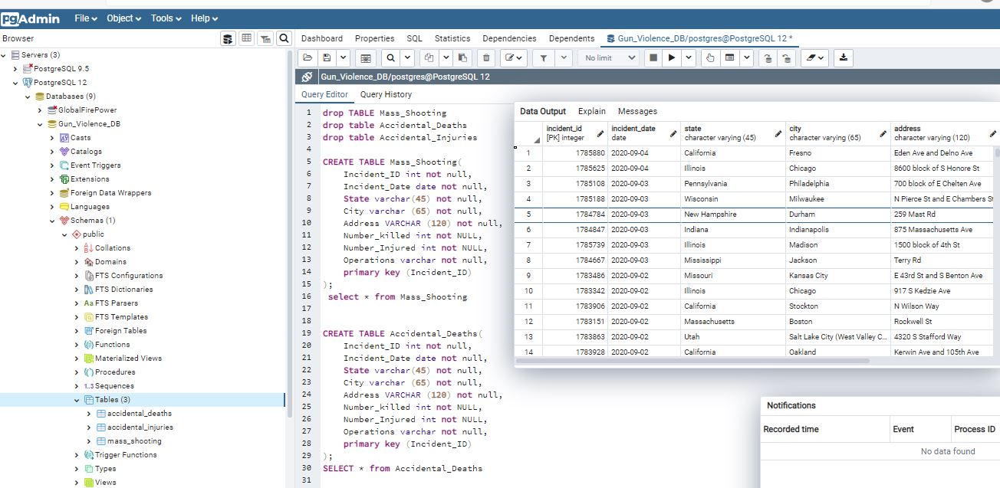 pgAdmin File Object Tools Help
Browser
Servers (3)
PostgreSQL 9.5
PostgreSQL 12
Databases (9)
GlobalFirePower
Gun_Violence_DB
Casts
Catalogs
Event Triggers
Extensions
Foreign Data Wrappers
Languages
Schemas (1)
public
Collations
Domains
FTS Configurations
FTS Dictionaries
Aa FTS Parsers
FTS Templates
Foreign Tables
Functions
Materialized Views
Procedures
1..3 Sequences
Tables (3)
accidental_deaths
accidental_injuries
mass_shooting
Trigger Functions
Types
Views
Dashboard Properties SQL Statistics Dependencies Dependents Gun_Violence_DB/postgres@PostgreSQL 12 *
No limit
Gun_Violence_DB/postgres@PostgreSQL 12
Query Editor Query History
1 drop TABLE Mass_Shooting
2 drop table Accidental_Deaths
3 drop table Accidental_Injuries
4
5 CREATE TABLE Mass_Shooting(
6 Incident_ID int not null,
7 Incident_Date date not null,
8 State varchar(45) not null,
9 City varchar (65) not null,
10 Address VARCHAR (120) not null,
11 Number_killed int not NULL,
12 Number_Injured int not NULL,
13 Operations varchar not null,
14 primary key (Incident_ID)
15 );
16 select * from Mass_Shooting
17
18
19 CREATE TABLE Accidental_Deaths(
20 Incident_ID int not null,
21 Incident_Date date not null,
22 State varchar(45) not null,
23 City varchar (65) not null,
24 Address VARCHAR (120) not null,
25 Number_killed int not NULL,
26 Number_Injured int not NULL,
27 Operations varchar not null,
28 primary key (Incident_ID)
29 );
30 SELECT * from Accidental_Deaths
31
Data Output Explain Messages
incident_id incident_date state city address
[PK] integer date character varying (45) character varying (65) character varying (120)
1 1785880 2020-09-04 California Fresno Eden Ave and Delno Ave
2 1785625 2020-09-04 Illinois Chicago 8600 block of S Honore St
3 1785108 2020-09-03 Pennsylvania Philadelphia 700 block of E Chelten Ave
4 1785188 2020-09-03 Wisconsin Milwaukee N Pierce St and E Chambers St
5 1784784 2020-09-03 New Hampshire Durham 259 Mast Rd
6 1784847 2020-09-03 Indiana Indianapolis 875 Massachusetts Ave
7 1785739 2020-09-03 Illinois Madison 1500 block of 4th St
8 1784667 2020-09-03 Mississippi Jackson Terry Rd
9 1783486 2020-09-02 Missouri Kansas City E 43rd St and S Benton Ave
10 1783342 2020-09-02 Illinois Chicago 917 S Kedzie Ave
11 1783906 2020-09-02 California Stockton N Wilson Way
12 1783151 2020-09-02 Massachusetts Boston Rockwell St
13 1783863 2020-09-02 Utah Salt Lake City (West Valley C... 4320 S Stafford Way
14 1783928 2020-09-02 California Oakland Kerwin Ave and 105th Ave
Notifications
Recorded time Event Process ID
No data found